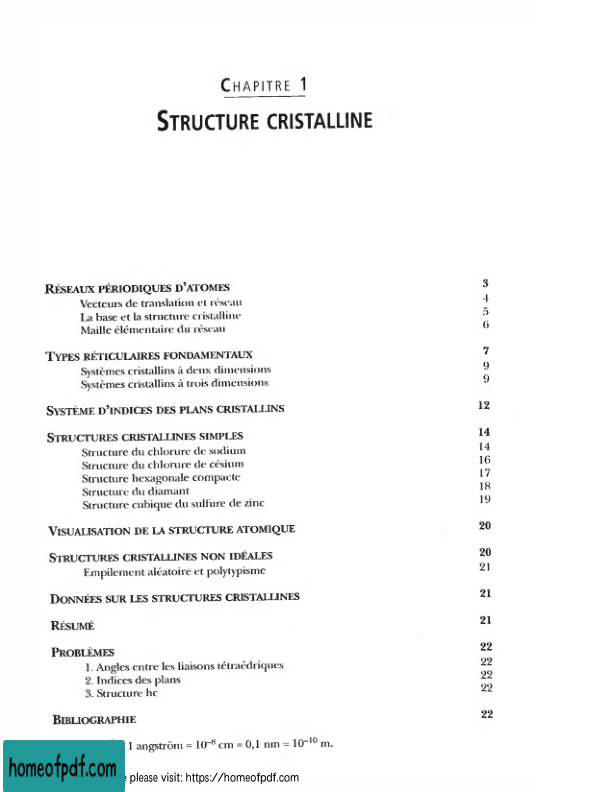 CHAPITRE 1
STRUCTURE CRISTALLINE
RÉSEAUX PÉRIODIQUES D'ATOMES 3
Vecteurs de translation et réseau 4
La base et la structure cristalline 5
Maille élémentaire du réseau 6
TYPES RÉTICULAIRES FONDAMENTAUX 7
Systèmes cristallins à deux dimensions 9
Systèmes cristallins à trois dimensions 9
SYSTÈME D'INDICES DES PLANS CRISTALLINS 12
STRUCTURES CRISTALLINES SIMPLES 14
Structure du chlorure de sodium 14
Structure du chlorure de césium 16
Structure hexagonale compacte 17
Structure du diamant 18
Structure cubique du sulfure de zinc 19
VISUALISATION DE LA STRUCTURE ATOMIQUE 20
STRUCTURES CRISTALLINES NON IDÉALES 20
Empilement aléatoire et polytypisme 21
DONNÉES SUR LES STRUCTURES CRISTALLINES 21
RÉSUMÉ 21
PROBLÈMES 22
1. Angles entre les liaisons tétraédriques 22
2. Indices des plans 22
3. Structure hc 22
BIBLIOGRAPHIE 22
1 angström = 10⁻⁸ cm = 0,1 nm = 10⁻¹⁰ m.
homeofpdf.com
please visit: https://homeofpdf.com